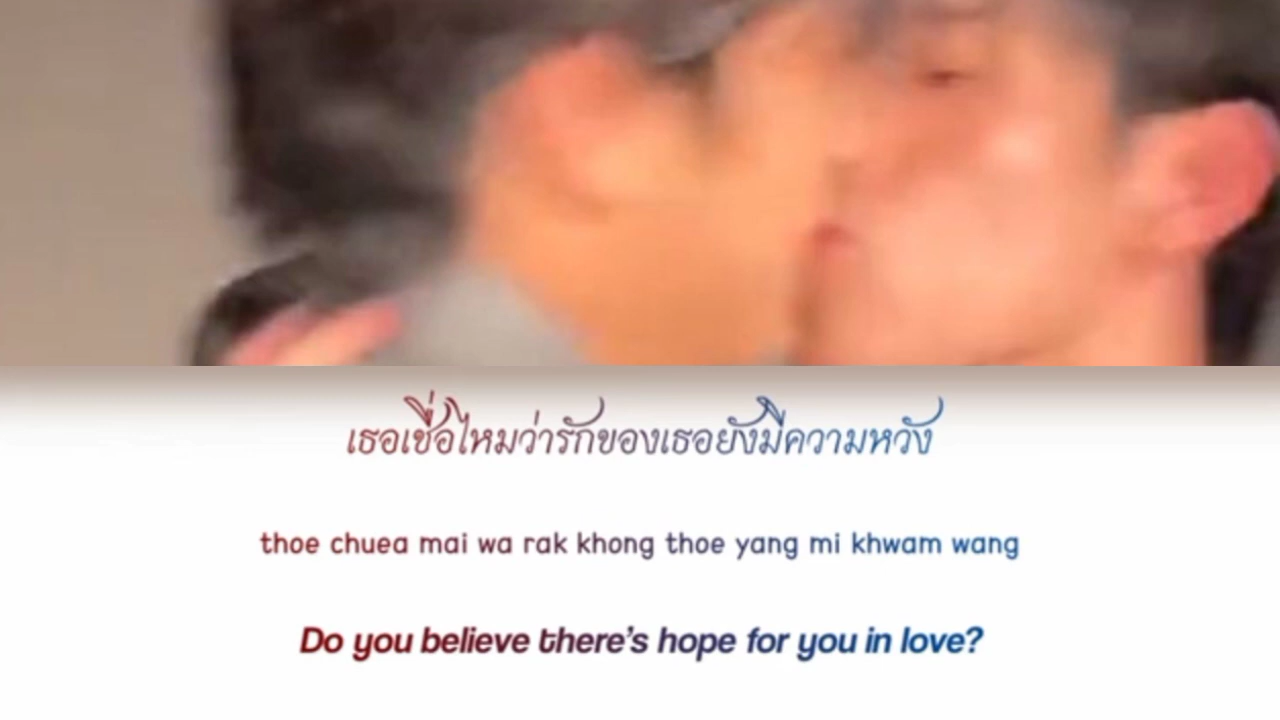 เธอเชื่อไหมว่ารักของเธอยังมีความหวัง
thoe chuea mai wa rak khong thoe yang mi khwam wang
Do you believe there's hope for you in love?